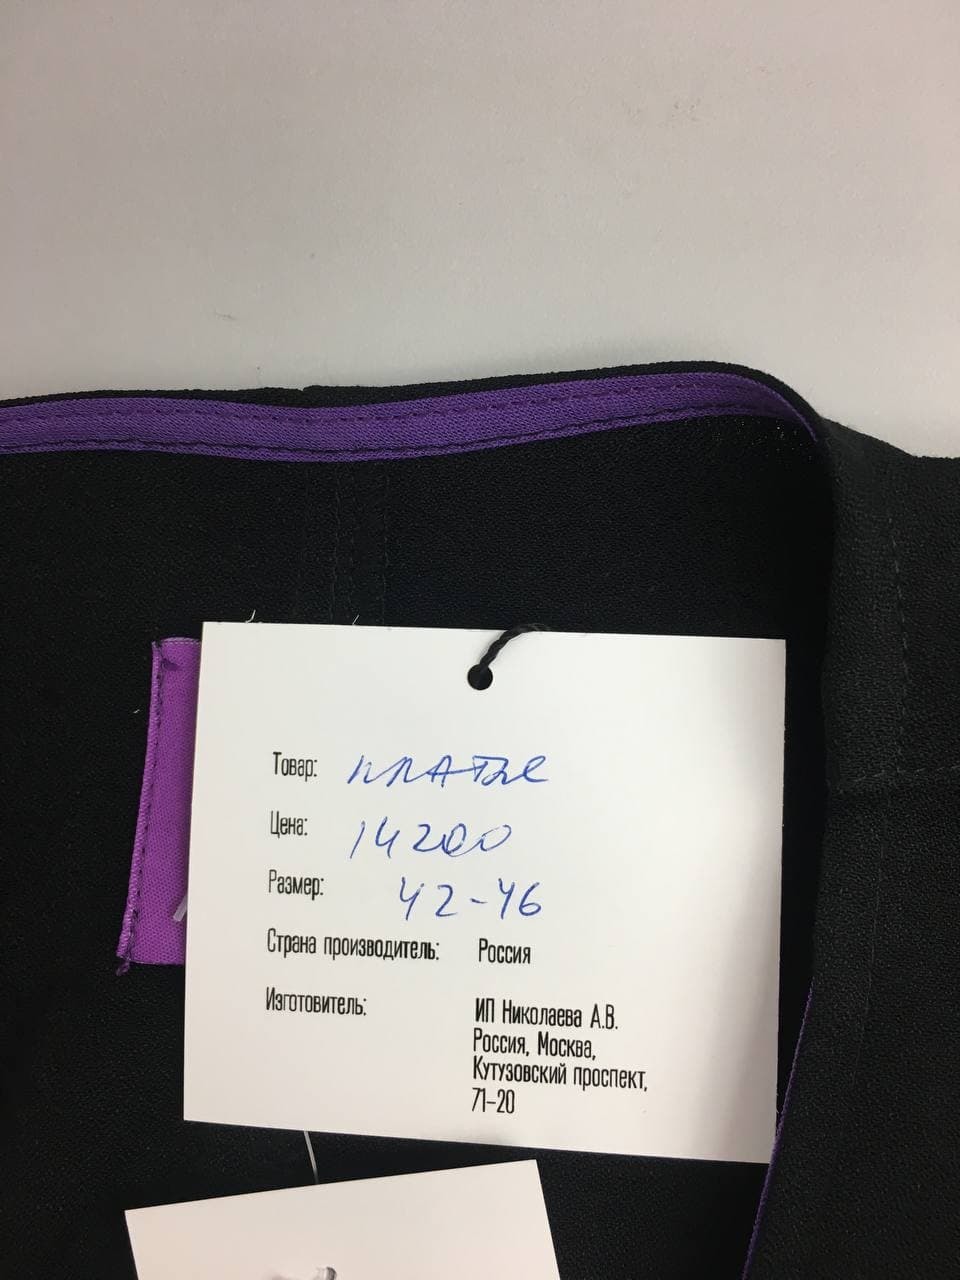 Товар: платье
Цена: 14200
Размер: 42-46
Страна производитель: Россия
Изготовитель: ИП Николаева А.В.
Россия, Москва,
Кутузовский проспект,
71-20